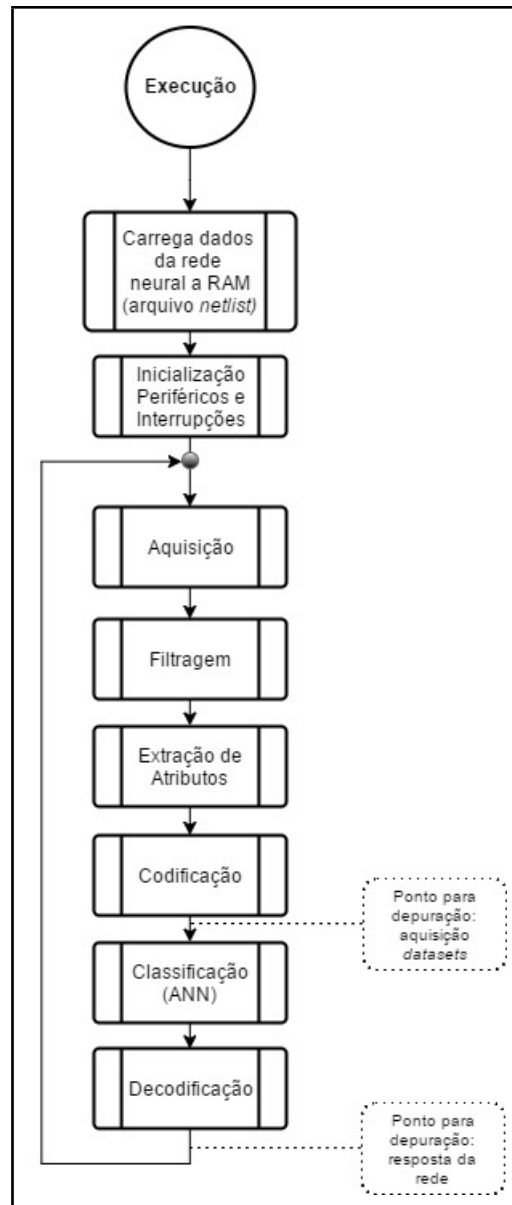 Execução
Carrega dados
da rede
neural a RAM
(arquivo netlist)
Inicialização
Periféricos e
Interrupções
Aquisição
Filtragem
Extração de
Atributos
Codificação
Ponto para
depuração:
aquisição
datasets
Classificação
(ANN)
Decodificação
Ponto para
depuração:
resposta da
rede